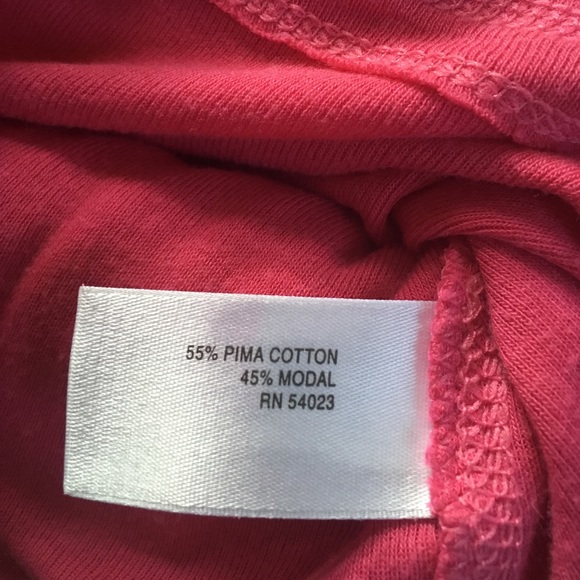 55% PIMA COTTON
45% MODAL
RN 54023